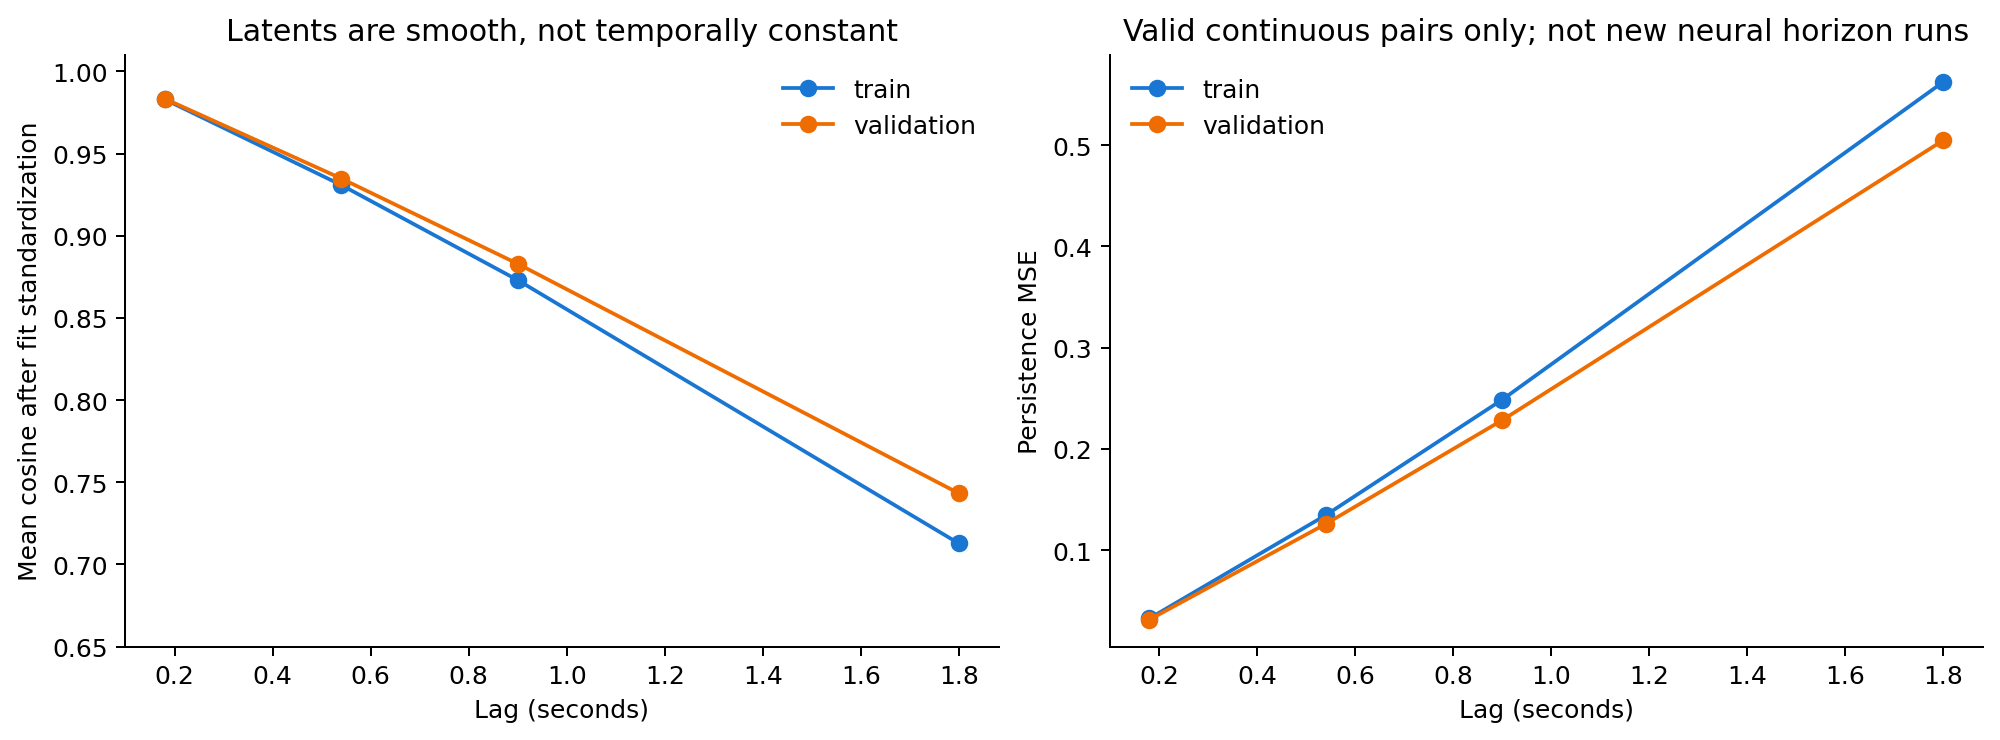 Latents are smooth, not temporally constant
Mean cosine after fit standardization
1.00
0.95
0.90
0.85
0.80
0.75
0.70
0.65
train
validation
0.2 0.4 0.6 0.8 1.0 1.2 1.4 1.6 1.8
Lag (seconds)
Valid continuous pairs only; not new neural horizon runs
Persistence MSE
0.5
0.4
0.3
0.2
0.1
train
validation
0.2 0.4 0.6 0.8 1.0 1.2 1.4 1.6 1.8
Lag (seconds)